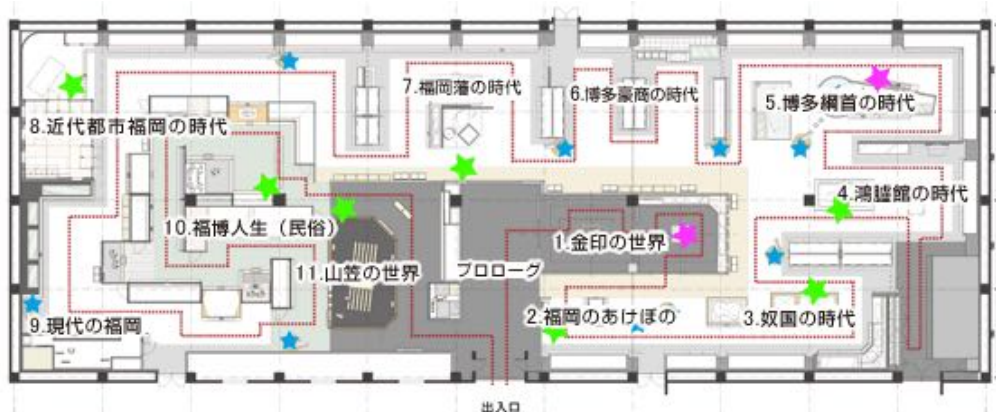 7.福岡藩の時代
6.博多豪商の時代
5.博多綱首の時代
8.近代都市福岡の時代
4.鴻臚館の時代
10.福博人生（民俗）
1.金印の世界
11.山笠の世界
プロローグ
2.福岡のあけぼの
3.奴国の時代
9.現代の福岡
出入口